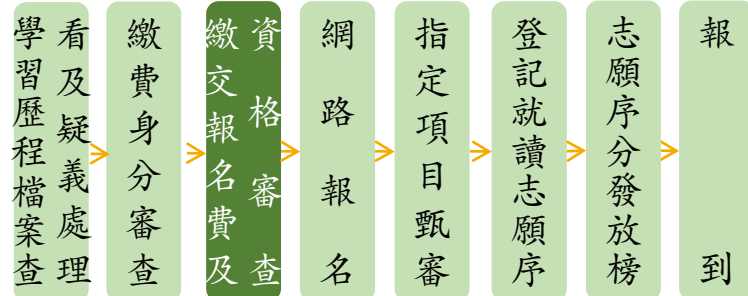 學習歷程檔案查
看及疑義處理
繳費身分審查
繳交報名費及
資格審查
網路報名
指定項目甄審
登記就讀志願序
志願序分發放榜
報到